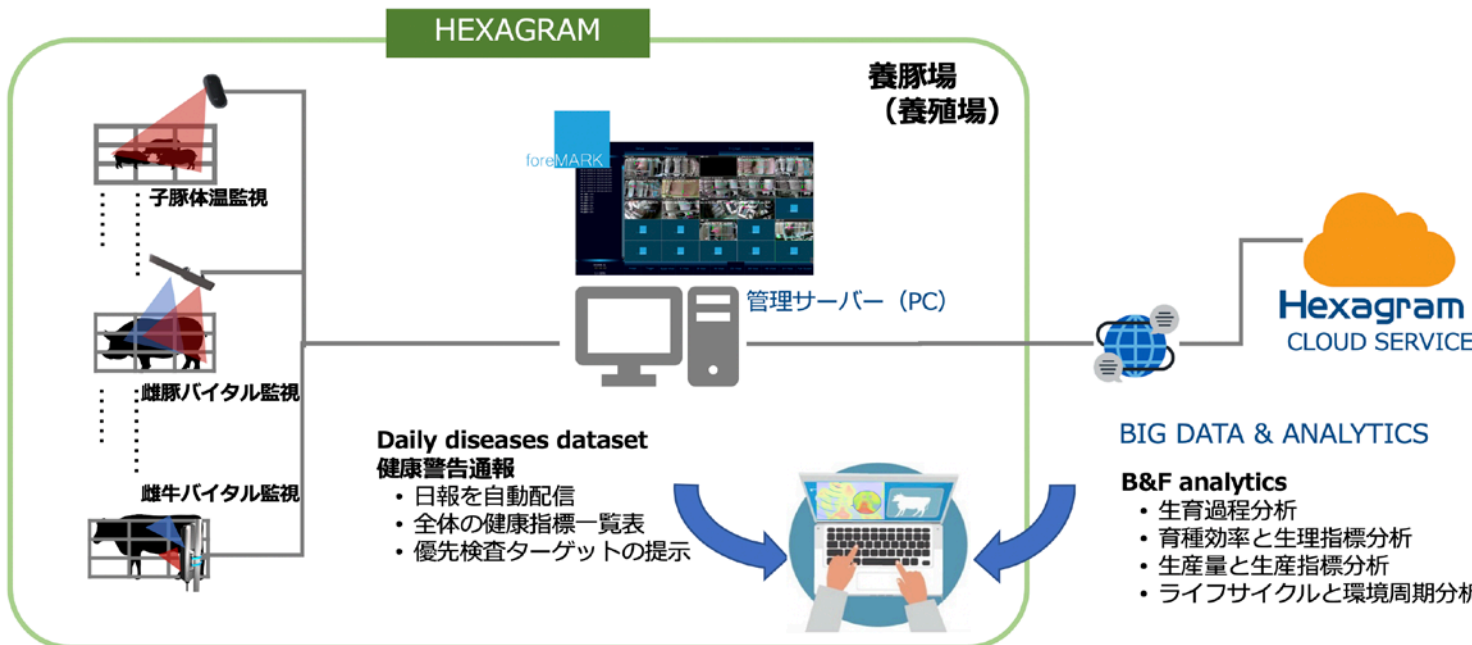 HEXAGRAM
養豚場
（養殖場）
foreMARK
子豚体温監視
管理サーバー（PC）
Hexagram
CLOUD SERVICE
雌豚バイタル監視
Daily diseases dataset
健康警告通報
• 日報を自動配信
• 全体の健康指標一覧表
• 優先検査ターゲットの提示
雌牛バイタル監視
BIG DATA & ANALYTICS
B&F analytics
• 生育過程分析
• 育種効率と生理指標分析
• 生産量と生産指標分析
• ライフサイクルと環境周期分析